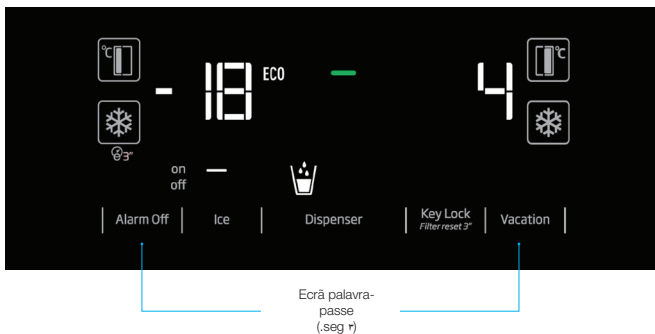 °C °C
- 18 ECO 4
3"
on
off
Alarm Off Ice Dispenser Key Lock Vacation
Filter reset 3"
Ecrã palavra-
passe
(.seg ۳)